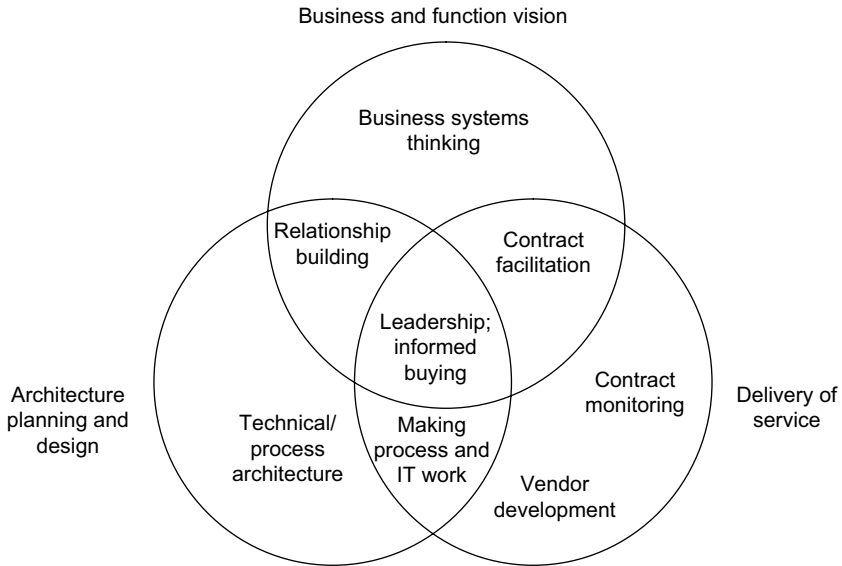 Business and function vision
Business systems
thinking
Relationship
building
Contract
facilitation
Leadership;
informed
buying
Architecture
planning and
design
Technical/
process
architecture
Making
process and
IT work
Contract
monitoring
Vendor
development
Delivery of
service